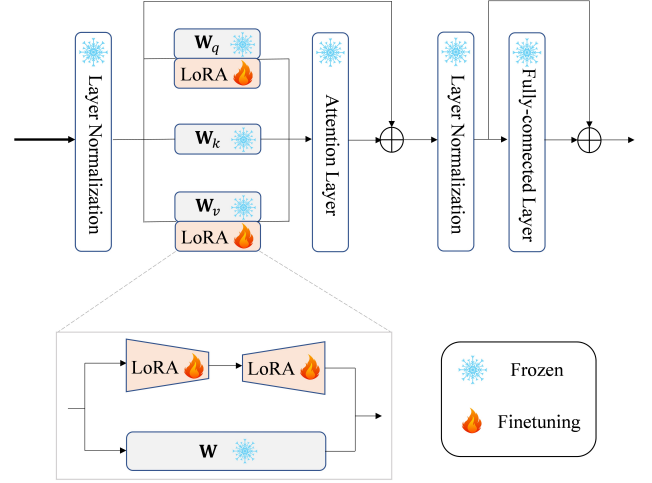 Layer Normalization
W_q
LoRA
W_k
W_v
LoRA
Attention Layer
Layer Normalization
Fully-connected Layer
LoRA
LoRA
W
Frozen
Finetuning